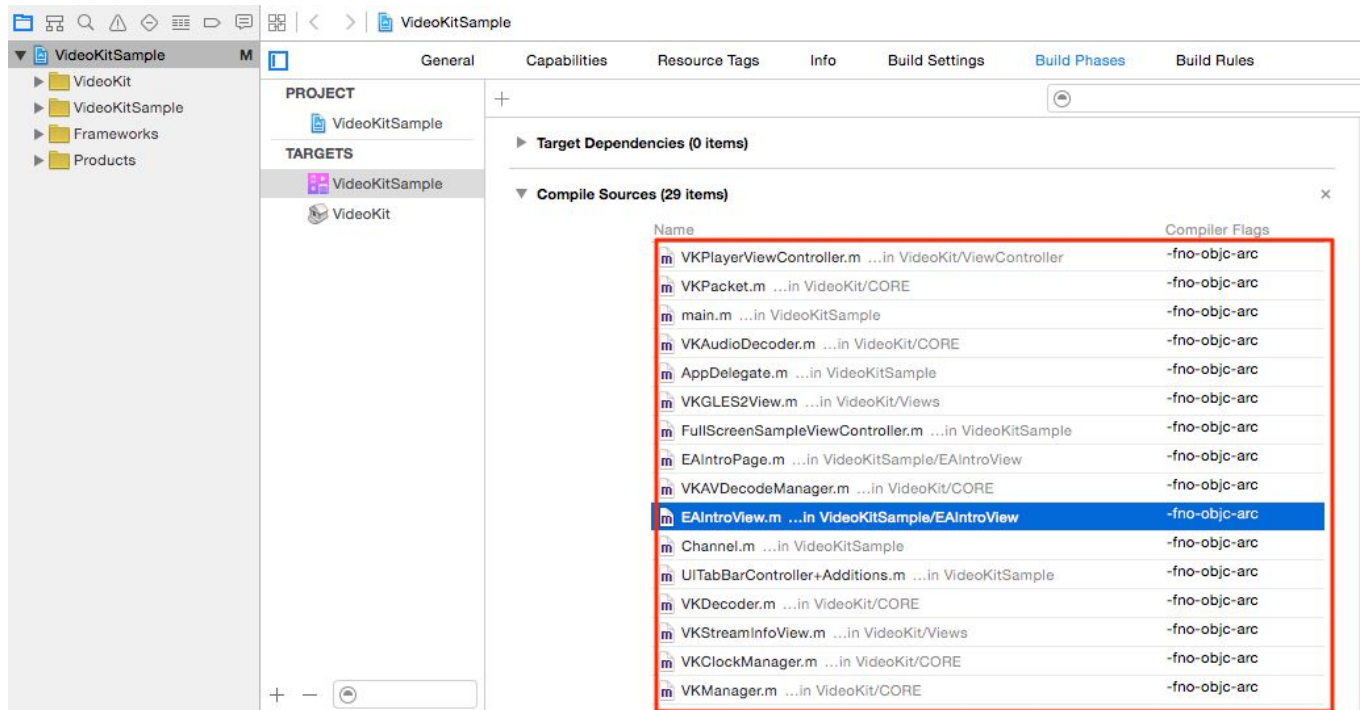 VideoKitSample
VideoKitSample M
VideoKit
VideoKitSample
Frameworks
Products
General Capabilities Resource Tags Info Build Settings Build Phases Build Rules
PROJECT
VideoKitSample
TARGETS
VideoKitSample
VideoKit
Target Dependencies (0 items)
Compile Sources (29 items)
Name Compiler Flags
VKPlayerViewController.m ...in VideoKit/ViewController -fno-objc-arc
VKPacket.m ...in VideoKit/CORE -fno-objc-arc
main.m ...in VideoKitSample -fno-objc-arc
VKAudioDecoder.m ...in VideoKit/CORE -fno-objc-arc
AppDelegate.m ...in VideoKitSample -fno-objc-arc
VKGLES2View.m ...in VideoKit/Views -fno-objc-arc
FullScreenSampleViewController.m ...in VideoKitSample -fno-objc-arc
EAIntroPage.m ...in VideoKitSample/EAIntroView -fno-objc-arc
VKAVDecodeManager.m ...in VideoKit/CORE -fno-objc-arc
EAIntroView.m ...in VideoKitSample/EAIntroView -fno-objc-arc
Channel.m ...in VideoKitSample -fno-objc-arc
UITabBarController+Additions.m ...in VideoKitSample -fno-objc-arc
VKDecoder.m ...in VideoKit/CORE -fno-objc-arc
VKStreamInfoView.m ...in VideoKit/Views -fno-objc-arc
VKClockManager.m ...in VideoKit/CORE -fno-objc-arc
VKManager.m ...in VideoKit/CORE -fno-objc-arc